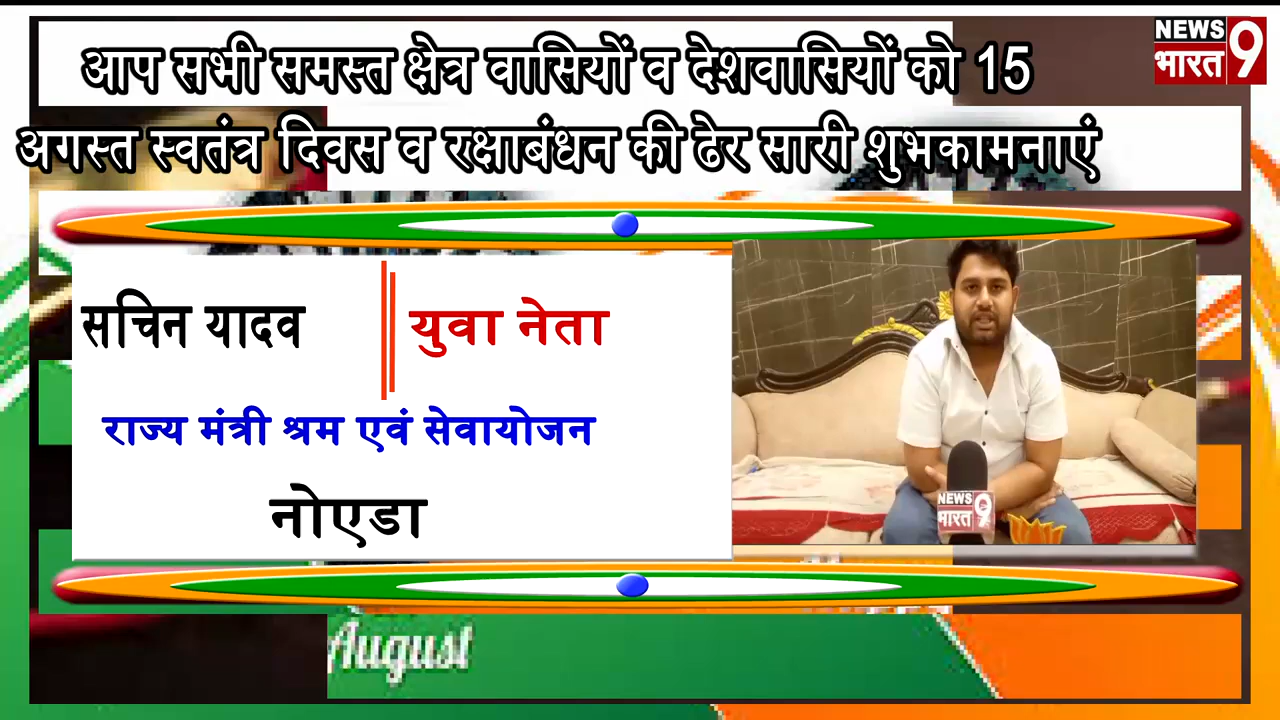 आप सभी समस्त क्षेत्र वासियों व देशवासियों को 15
अगस्त स्वतंत्र दिवस व रक्षाबंधन की ढेर सारी शुभकामनाएं
NEWS
भारत 9
सचिन यादव
युवा नेता
राज्य मंत्री श्रम एवं सेवायोजन
नोएडा
NEWS
भारत 9
August